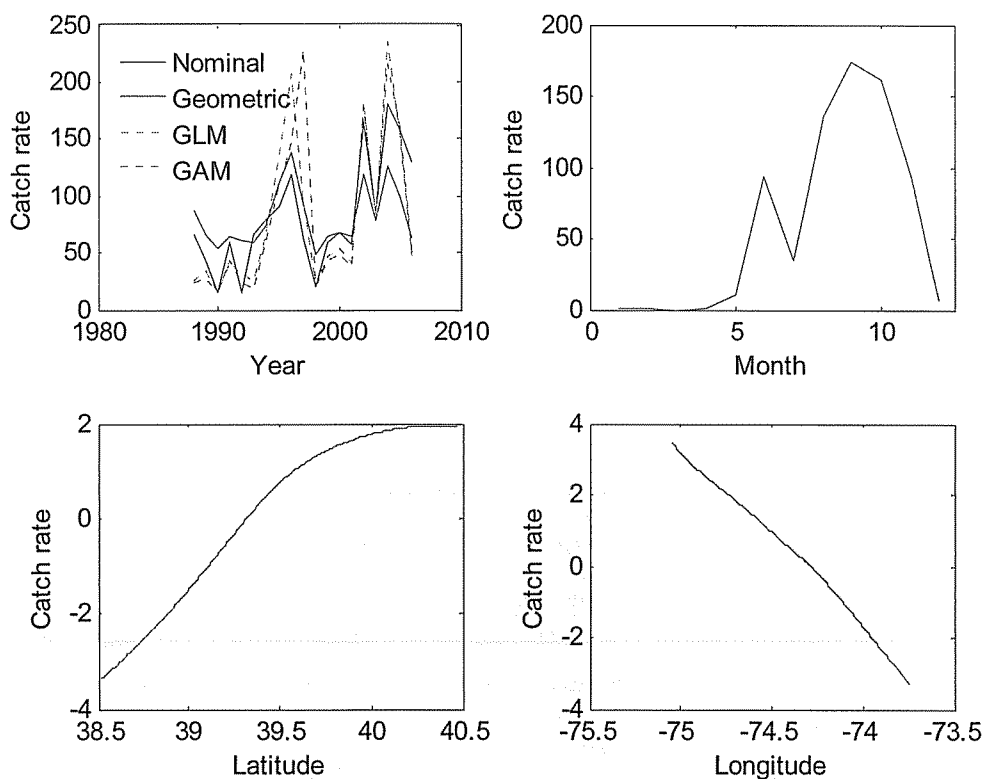 250
200
150
100
50
0
Catch rate
Nominal
Geometric
GLM
GAM
1980 1990 2000 2010
Year
200
150
100
50
0
Catch rate
0 5 10
Month
2
0
-2
-4
Catch rate
38.5 39 39.5 40 40.5
Latitude
4
2
0
-2
-4
Catch rate
-75.5 -75 -74.5 -74 -73.5
Longitude